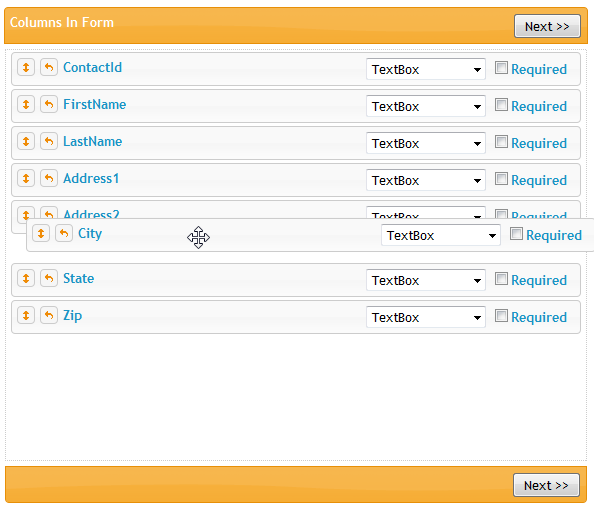 Columns In Form Next >>
ContactId TextBox Required
FirstName TextBox Required
LastName TextBox Required
Address1 TextBox Required
Address2 TextBox Required
City TextBox Required
State TextBox Required
Zip TextBox Required
Next >>